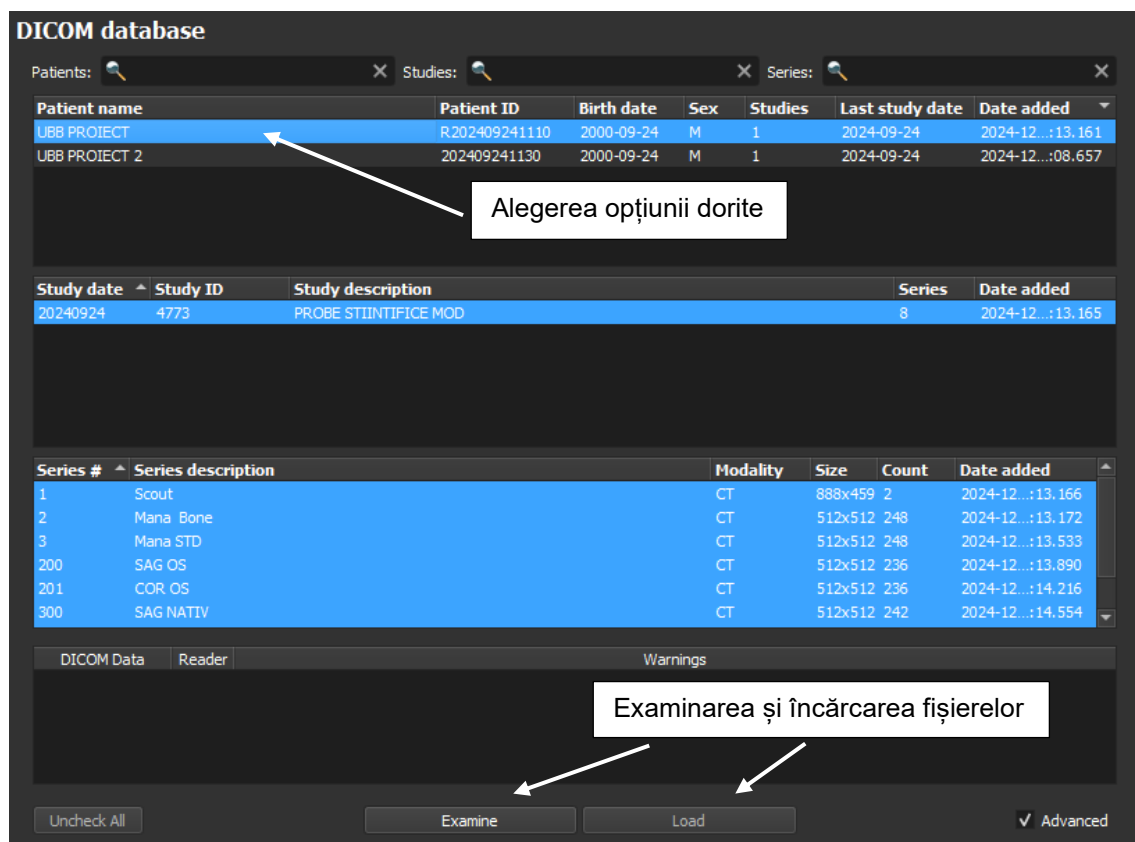 DICOM database
Patients: Studies: Series:
Patient name Patient ID Birth date Sex Studies Last study date Date added
UBB PROIECT R202409241110 2000-09-24 M 1 2024-09-24 2024-12...:13.161
UBB PROIECT 2 202409241130 2000-09-24 M 1 2024-09-24 2024-12...:08.657
Alegerea opțiunii dorite
Study date Study ID Study description Series Date added
20240924 4773 PROBE STIINTIFICE MOD 8 2024-12...:13.165
Series # Series description Modality Size Count Date added
1 Scout CT 888x459 2 2024-12...:13.166
2 Mana Bone CT 512x512 248 2024-12...:13.172
3 Mana STD CT 512x512 248 2024-12...:13.533
200 SAG OS CT 512x512 236 2024-12...:13.890
201 COR OS CT 512x512 236 2024-12...:14.216
300 SAG NATIV CT 512x512 242 2024-12...:14.554
DICOM Data Reader Warnings
Examinarea și încărcarea fișierelor
Uncheck All Examine Load Advanced